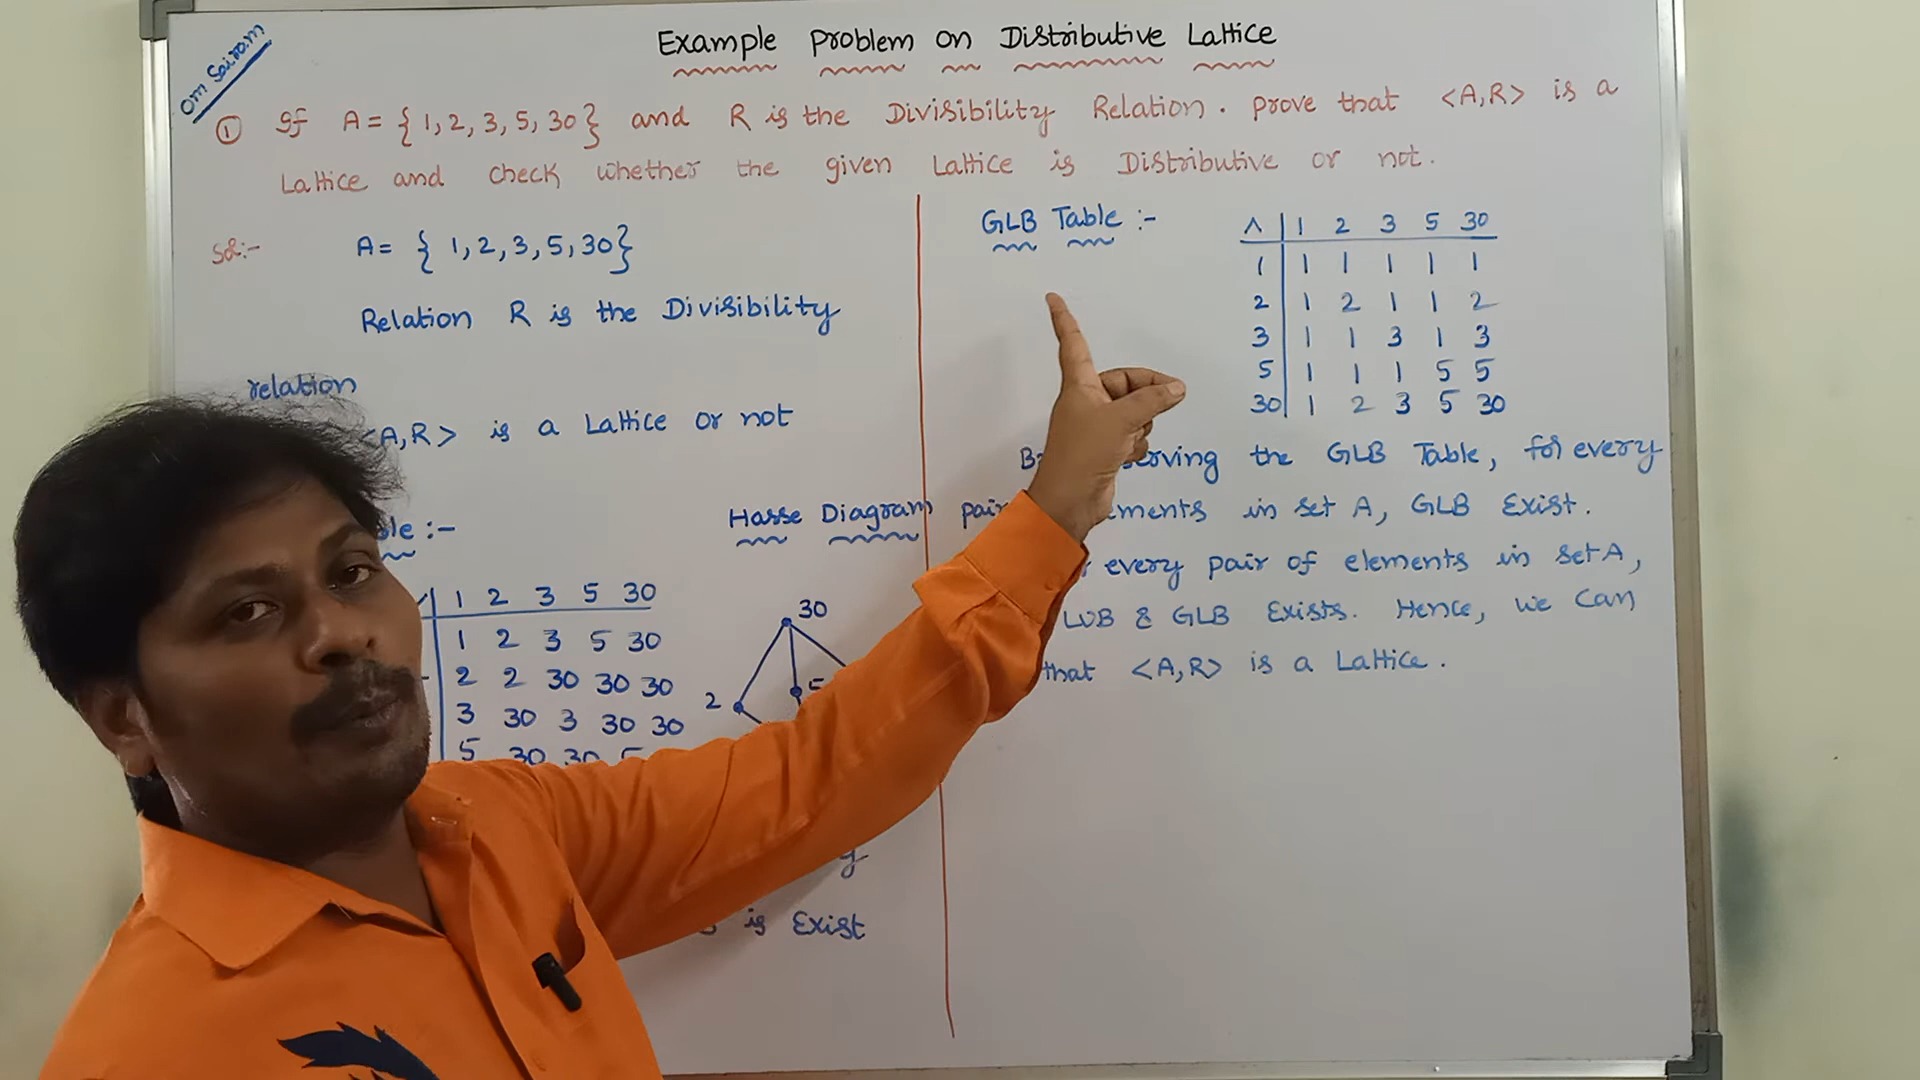 Om Sairam
Example Problem on Distributive Lattice
① If A = { 1, 2, 3, 5, 30 } and R is the Divisibility Relation. Prove that <A,R> is a
Lattice and check whether the given Lattice is Distributive or not.
Sol:-
A = { 1, 2, 3, 5, 30 }
Relation R is the Divisibility
relation
<A,R> is a Lattice or not
:-
Hasse Diagram
1 2 3 5 30
1 2 3 5 30
2 2 30 30 30
3 30 3 30 30
5 30 30
30
2
is Exist
GLB Table :-
∧ 1 2 3 5 30
1 1 1 1 1 1
2 1 2 1 1 2
3 1 1 3 1 3
5 1 1 1 5 5
30 1 2 3 5 30
the GLB Table, for every
in set A, GLB Exist.
every pair of elements in set A,
LUB & GLB Exists. Hence, we can
that <A,R> is a Lattice.